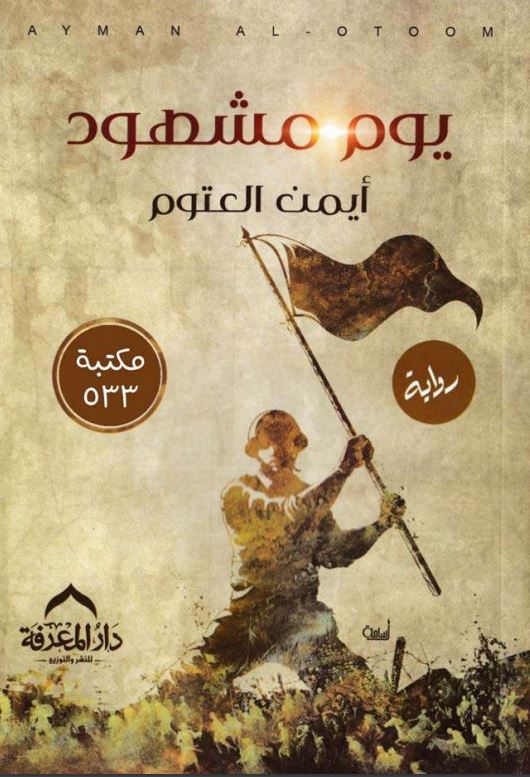 AYMAN AL-OTOOM
يوم مشهود
أيمن العتوم
مكتبة
٥٣٣
رواية
أسامة
دار المعرفة
للنشر والتوزيع